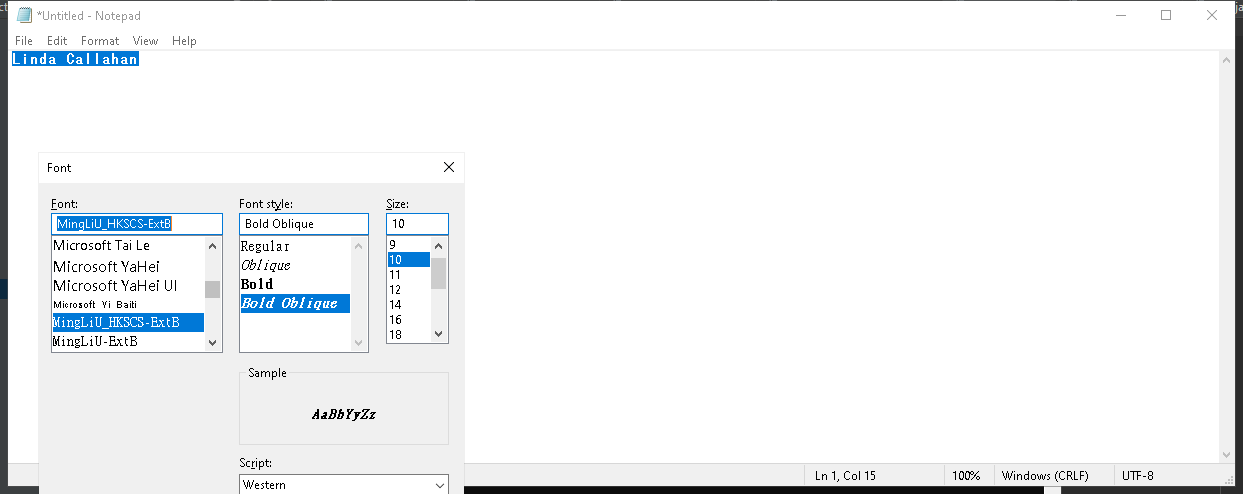 *Untitled - Notepad
File Edit Format View Help
Linda Callahan
Font
Font: Font style: Size:
MingLiU_HKSCS-ExtB Bold Oblique 10
Microsoft Tai Le Regular 9
Microsoft YaHei Oblique 10
Microsoft YaHei UI Bold 11
Microsoft Yi Baiti Bold Oblique 12
MingLiU_HKSCS-ExtB 14
MingLiU-ExtB 16
18
Sample
AaBbYyZz
Script:
Western
Ln 1, Col 15 100% Windows (CRLF) UTF-8